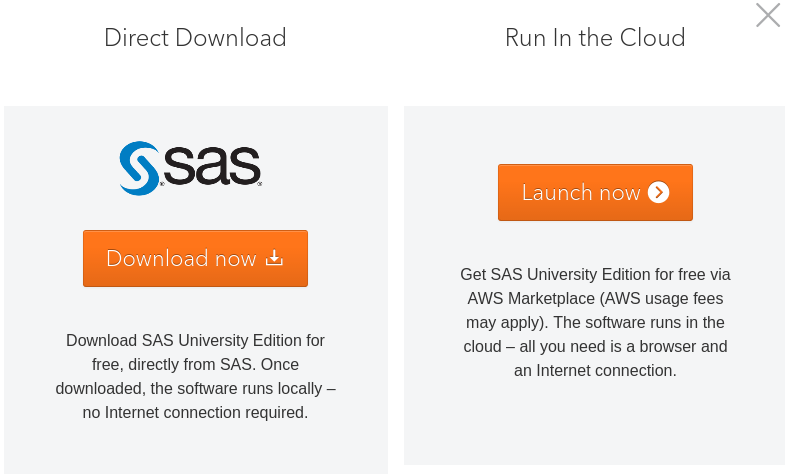 Direct Download
Run In the Cloud
sas
Download now
Download SAS University Edition for
free, directly from SAS. Once
downloaded, the software runs locally –
no Internet connection required.
Launch now
Get SAS University Edition for free via
AWS Marketplace (AWS usage fees
may apply). The software runs in the
cloud – all you need is a browser and
an Internet connection.